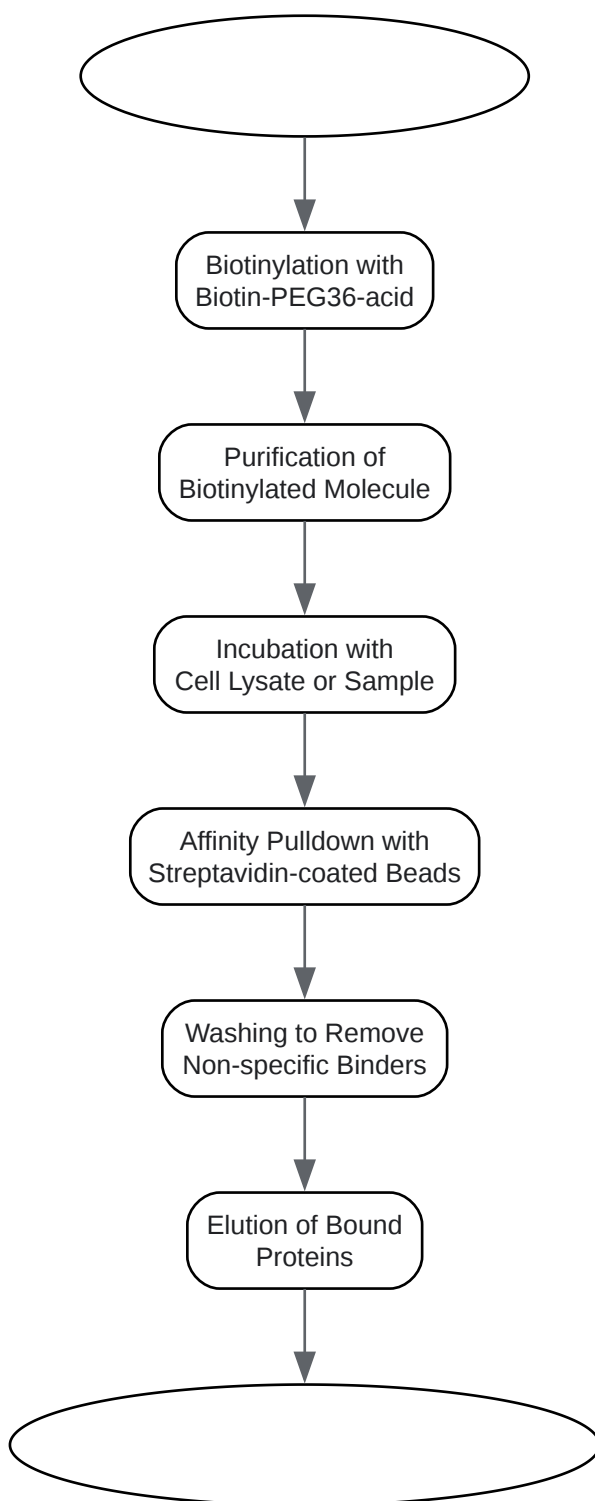 Biotinylation with
Biotin-PEG36-acid
Purification of
Biotinylated Molecule
Incubation with
Cell Lysate or Sample
Affinity Pulldown with
Streptavidin-coated Beads
Washing to Remove
Non-specific Binders
Elution of Bound
Proteins